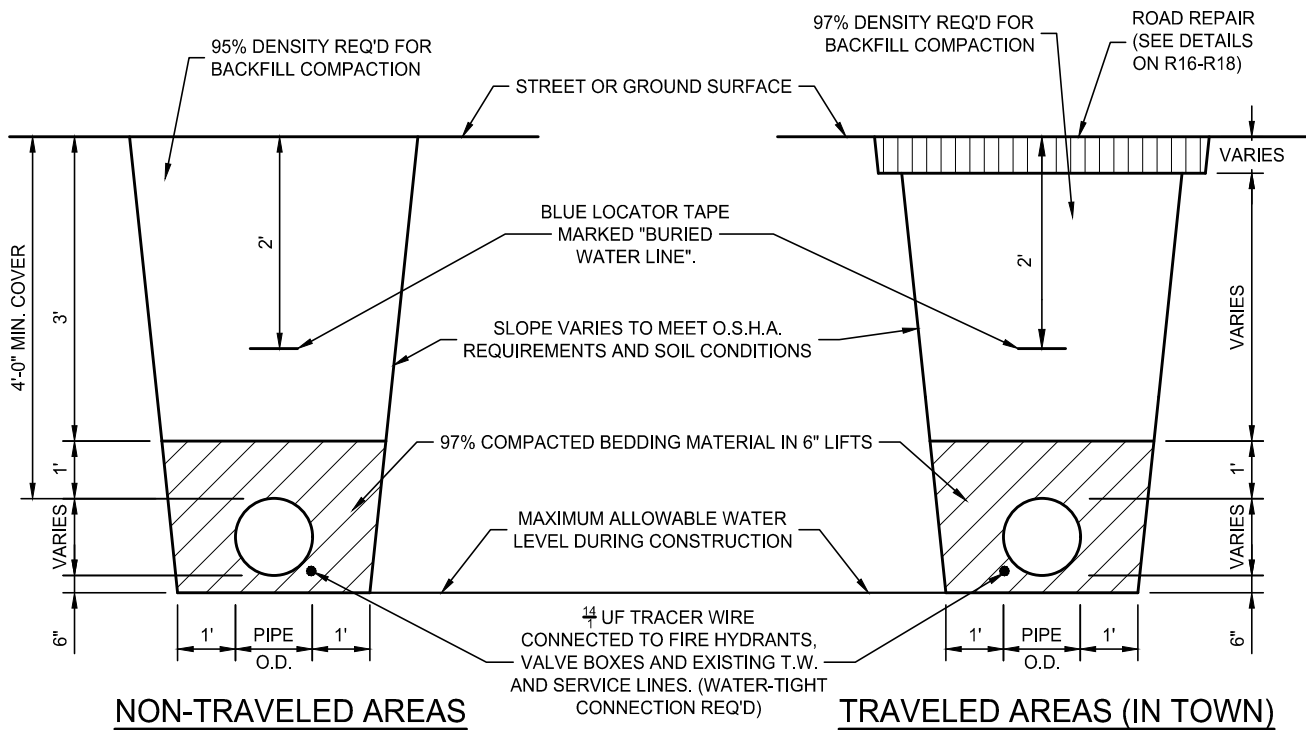 95% DENSITY REQ'D FOR
BACKFILL COMPACTION
97% DENSITY REQ'D FOR
BACKFILL COMPACTION
ROAD REPAIR
(SEE DETAILS
ON R16-R18)
STREET OR GROUND SURFACE
VARIES
2'
2'
BLUE LOCATOR TAPE
MARKED "BURIED
WATER LINE".
4'-0" MIN. COVER
3'
VARIES
SLOPE VARIES TO MEET O.S.H.A.
REQUIREMENTS AND SOIL CONDITIONS
97% COMPACTED BEDDING MATERIAL IN 6" LIFTS
1'
1'
VARIES
VARIES
MAXIMUM ALLOWABLE WATER
LEVEL DURING CONSTRUCTION
6"
6"
1'
PIPE
O.D.
1'
14/1 UF TRACER WIRE
CONNECTED TO FIRE HYDRANTS,
VALVE BOXES AND EXISTING T.W.
AND SERVICE LINES. (WATER-TIGHT
CONNECTION REQ'D)
1'
PIPE
O.D.
1'
NON-TRAVELED AREAS
TRAVELED AREAS (IN TOWN)